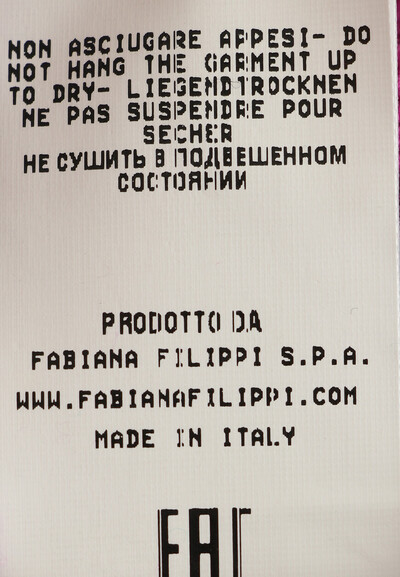 NON ASCIUGARE APPESI- DO
NOT HANG THE GARMENT UP
TO DRY- LIEGENDTROCKNEN
NE PAS SUSPENDRE POUR
SECHER
НЕ СУШИТЬ В ПОДВЕШЕННОМ
СОСТОЯНИИ
PRODOTTO DA
FABIANA FILIPPI S.P.A.
WWW.FABIANAFILIPPI.COM
MADE IN ITALY
EAC